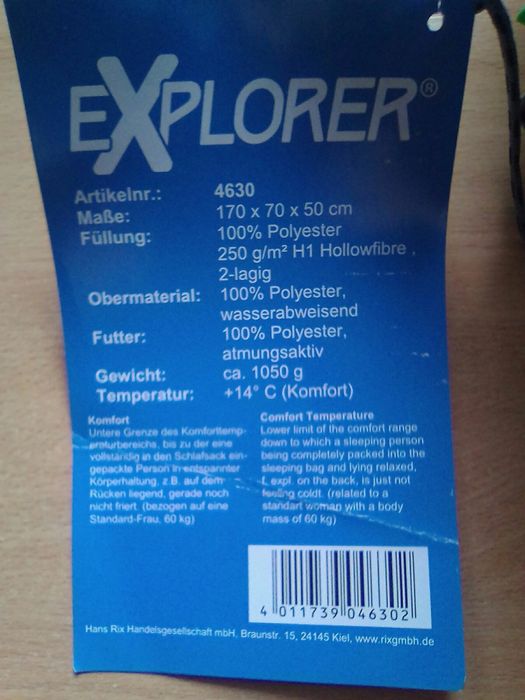 EXPLORER®
Artikelnr.: 4630
Maße: 170 x 70 x 50 cm
Füllung: 100% Polyester
250 g/m² H1 Hollowfibre ,
2-lagig
Obermaterial: 100% Polyester,
wasserabweisend
Futter: 100% Polyester,
atmungsaktiv
Gewicht: ca. 1050 g
Temperatur: +14° C (Komfort)
Komfort
Untere Grenze des Komforttemp-
eraturbereichs, bis zu der eine
vollständig in den Schlafsack ein-
gepackte Person in entspannter
Körperhaltung, z.B. auf dem
Rücken liegend, gerade noch
nicht friert (bezogen auf eine
Standard-Frau, 60 kg)
Comfort Temperature
Lower limit of the comfort range
down to which a sleeping person
being completely packed into the
sleeping bag and lying relaxed,
f. expl. on the back, is just not
feeling coldt. (related to a
standart woman with a body
mass of 60 kg)
4 011739 046302
Hans Rix Handelsgesellschaft mbH, Braunstr. 15, 24145 Kiel, www.rixgmbh.de